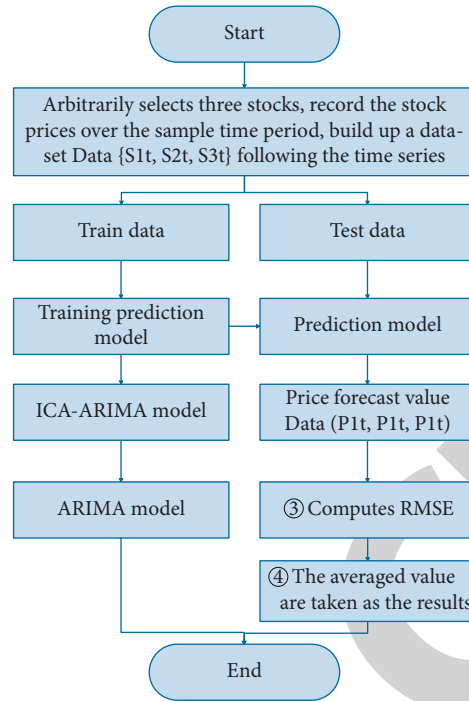 Start
Arbitrarily selects three stocks, record the stock
prices over the sample time period, build up a data-
set Data {S1t, S2t, S3t} following the time series
Train data
Test data
Training prediction
model
Prediction model
ICA-ARIMA model
Price forecast value
Data (P1t, P1t, P1t)
ARIMA model
③ Computes RMSE
④ The averaged value
are taken as the results
End